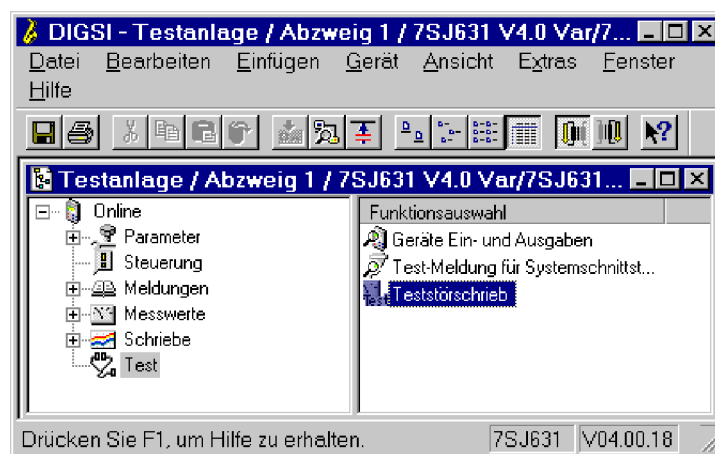 DIGSI - Testanlage / Abzweig 1 / 7SJ631 V4.0 Var/7...
Datei Bearbeiten Einfügen Gerät Ansicht Extras Fenster
Hilfe
Testanlage / Abzweig 1 / 7SJ631 V4.0 Var/7SJ631...
Online
Parameter
Steuerung
Meldungen
Messwerte
Schriebe
Test
Funktionsauswahl
Geräte Ein- und Ausgaben
Test-Meldung für Systemschnittst...
Test
Teststörschrieb
Drücken Sie F1, um Hilfe zu erhalten. 7SJ631 V04.00.18